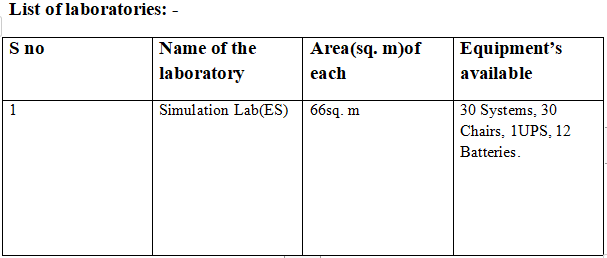 List of laboratories: -
S no
Name of the
laboratory
Area(sq. m)of
each
Equipment’s
available
1
Simulation Lab(ES)
66sq. m
30 Systems, 30
Chairs, 1UPS, 12
Batteries.